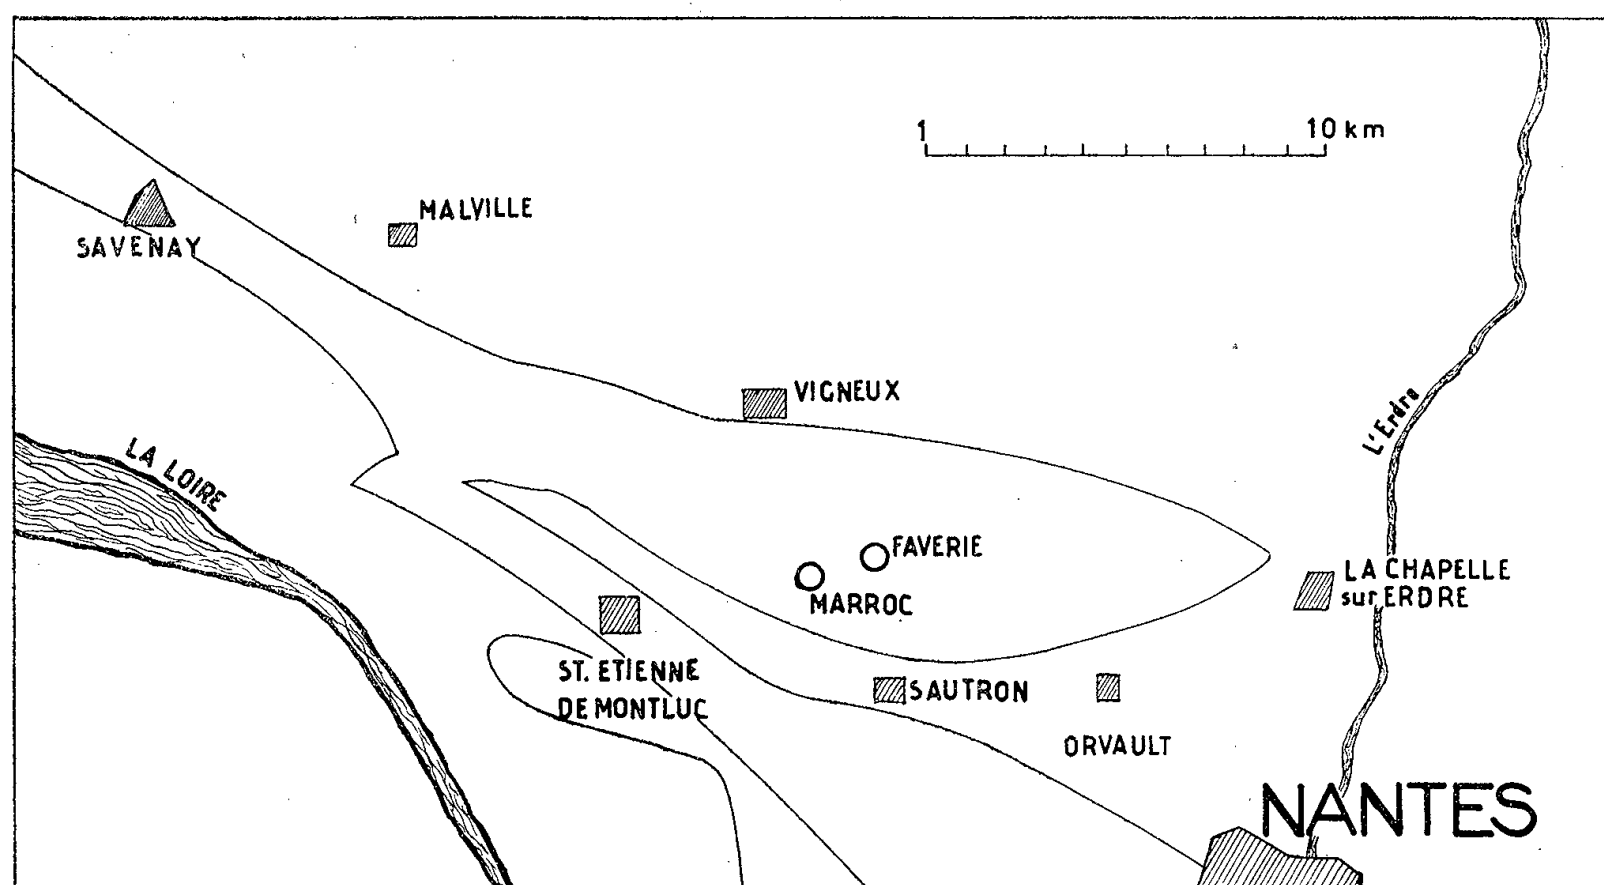 1 10 km
MALVILLE
SAVENAY
VIGNEUX
L'Erdre
LA LOIRE
FAVERIE
MARROC
LA CHAPELLE
sur ERDRE
ST. ETIENNE
DE MONTLUC
SAUTRON
ORVAULT
NANTES